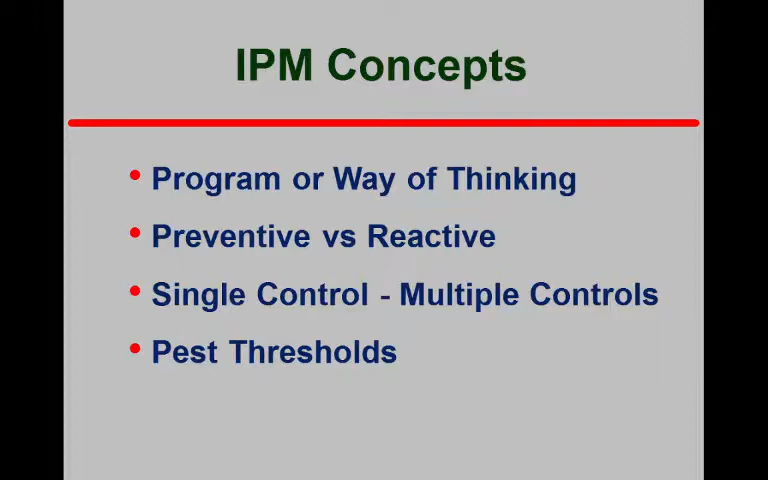 IPM Concepts
• Program or Way of Thinking
• Preventive vs Reactive
• Single Control - Multiple Controls
• Pest Thresholds